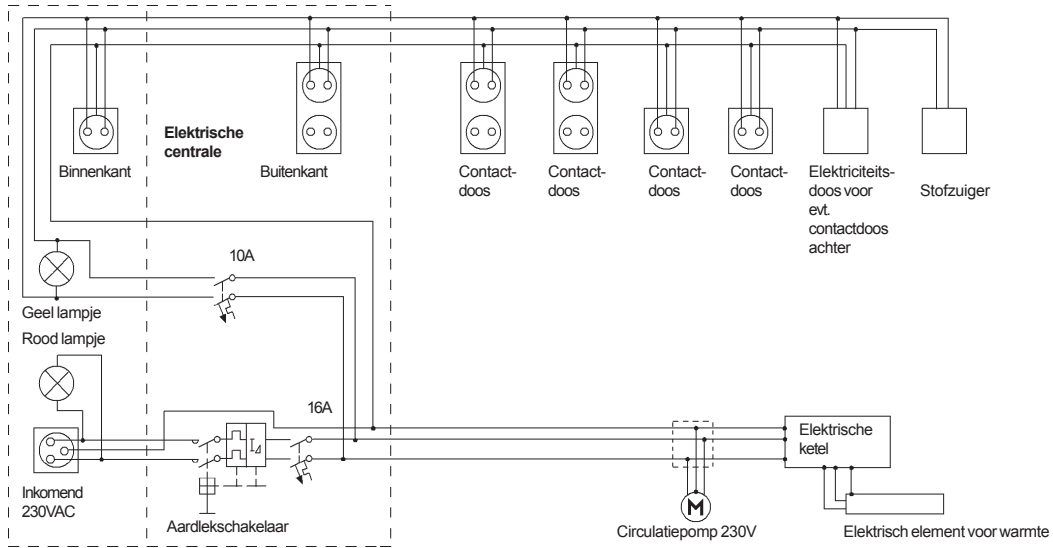 Elektrische
centrale
Binnenkant
Buitenkant
Contact-
doos
Contact-
doos
Contact-
doos
Contact-
doos
Elektriciteits-
doos voor
evt.
contactdoos
achter
Stofzuiger
10A
Geel lampje
Rood lampje
16A
I∆
Inkomend
230VAC
Aardlekschakelaar
M
Circulatiepomp 230V
Elektrische
ketel
Elektrisch element voor warmte